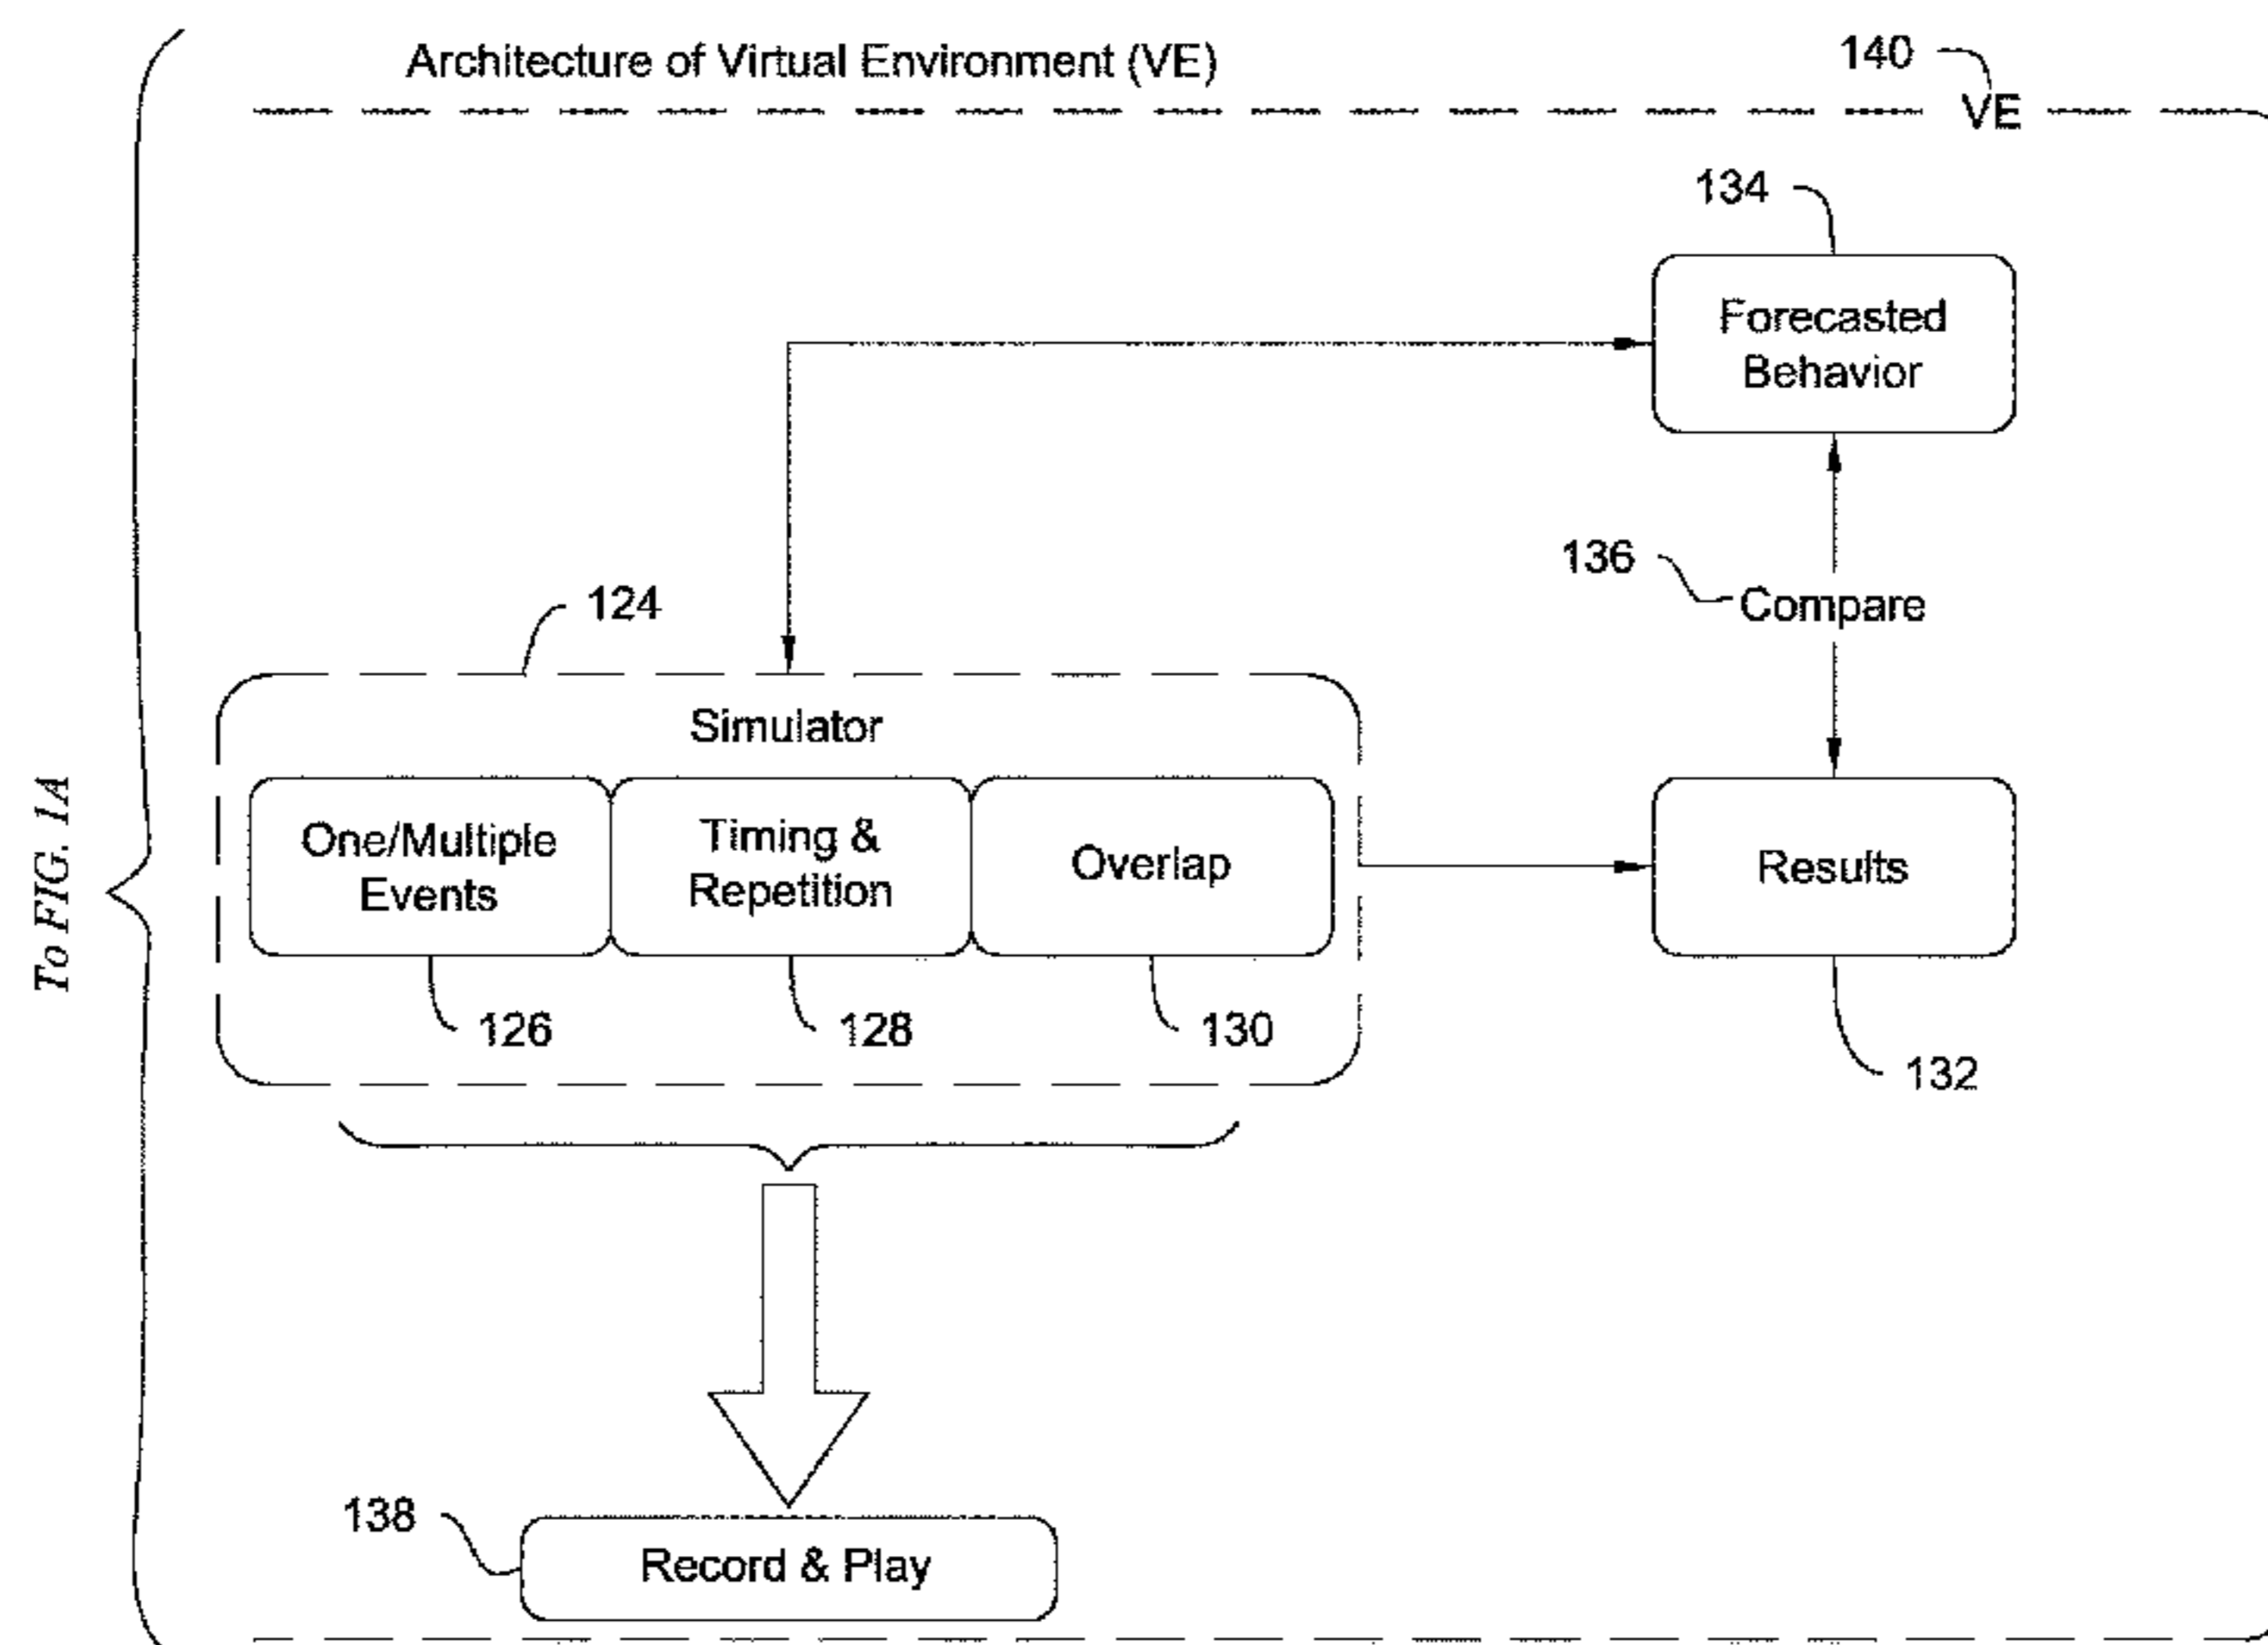 Architecture of Virtual Environment (VE)
140
VE
134
Forecasted
Behavior
136
Compare
124
Simulator
One/Multiple
Events
Timing &
Repetition
Overlap
Results
126
128
130
132
To FIG. 1A
138
Record & Play